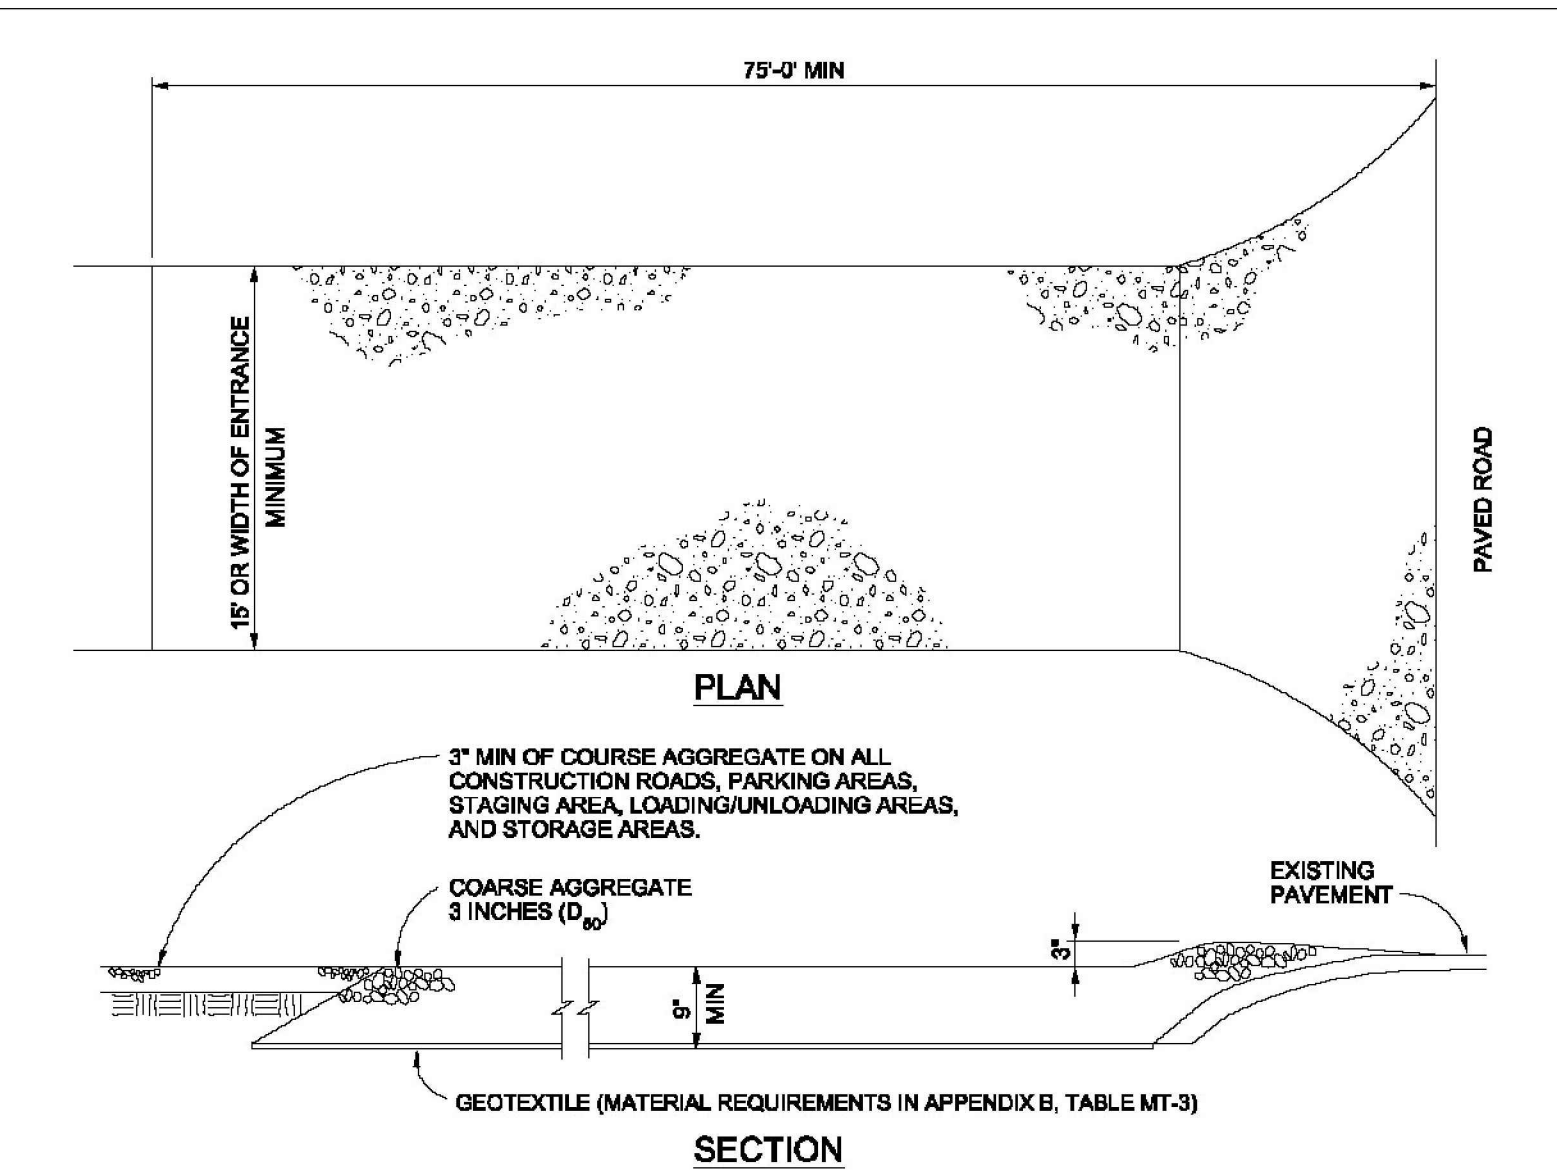 75'-0' MIN
15' OR WIDTH OF ENTRANCE
MINIMUM
PAVED ROAD
PLAN
3" MIN OF COURSE AGGREGATE ON ALL
CONSTRUCTION ROADS, PARKING AREAS,
STAGING AREA, LOADING/UNLOADING AREAS,
AND STORAGE AREAS.
COARSE AGGREGATE
3 INCHES (D50)
EXISTING
PAVEMENT
3"
9"
MIN
GEOTEXTILE (MATERIAL REQUIREMENTS IN APPENDIX B, TABLE MT-3)
SECTION